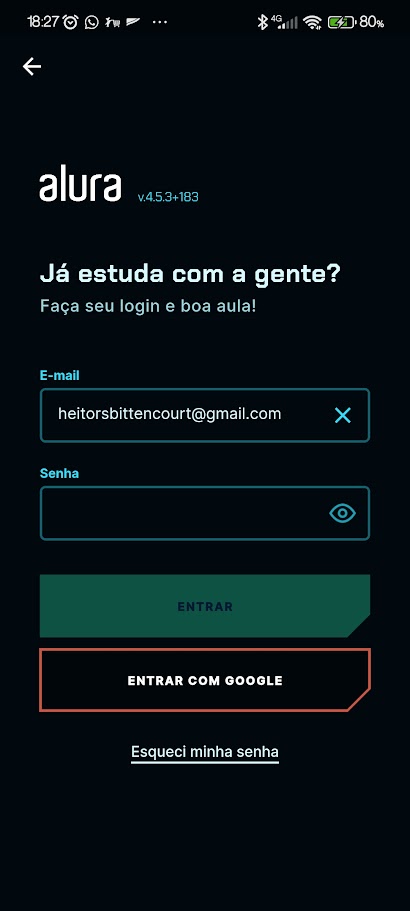 18:27 4G 80%
alura v.4.5.3+183
Já estuda com a gente?
Faça seu login e boa aula!
E-mail
heitorsbittencourt@gmail.com
Senha
ENTRAR
ENTRAR COM GOOGLE
Esqueci minha senha